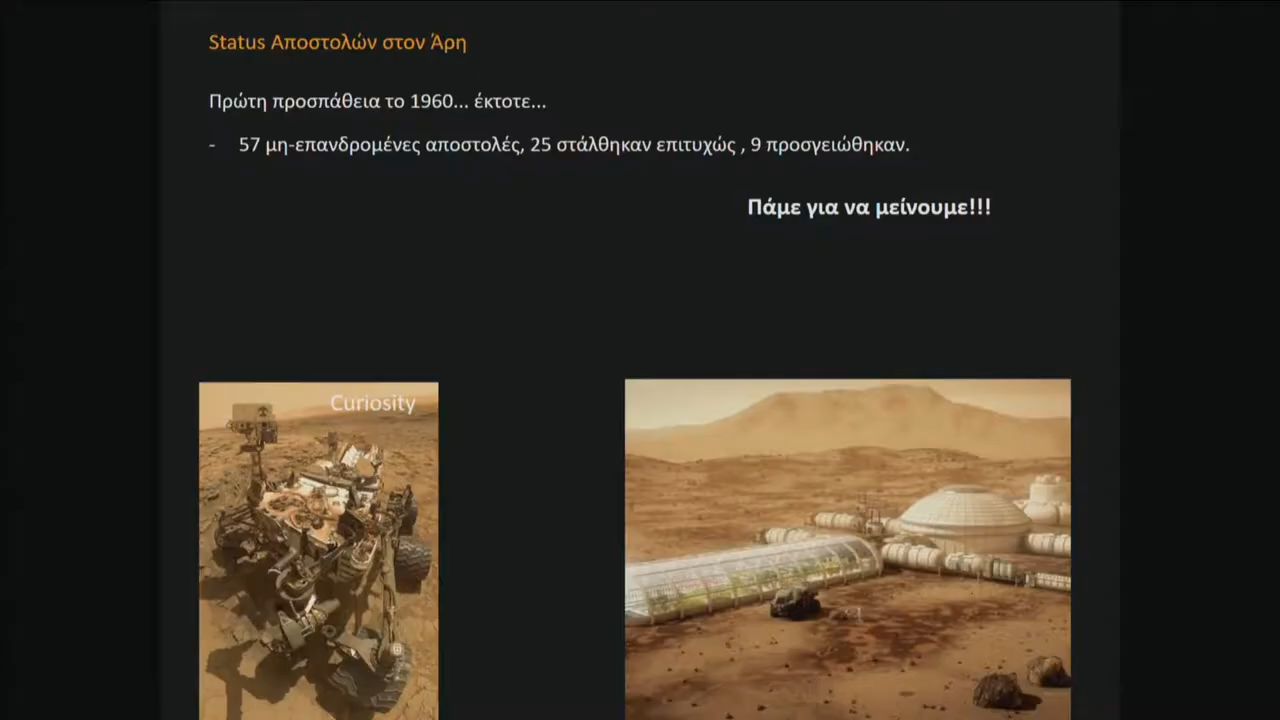 Status Αποστολών στον Άρη
Πρώτη προσπάθεια το 1960... έκτοτε...
- 57 μη-επανδρομένες αποστολές, 25 στάλθηκαν επιτυχώς , 9 προσγειώθηκαν.
Πάμε για να μείνουμε!!!
Curiosity